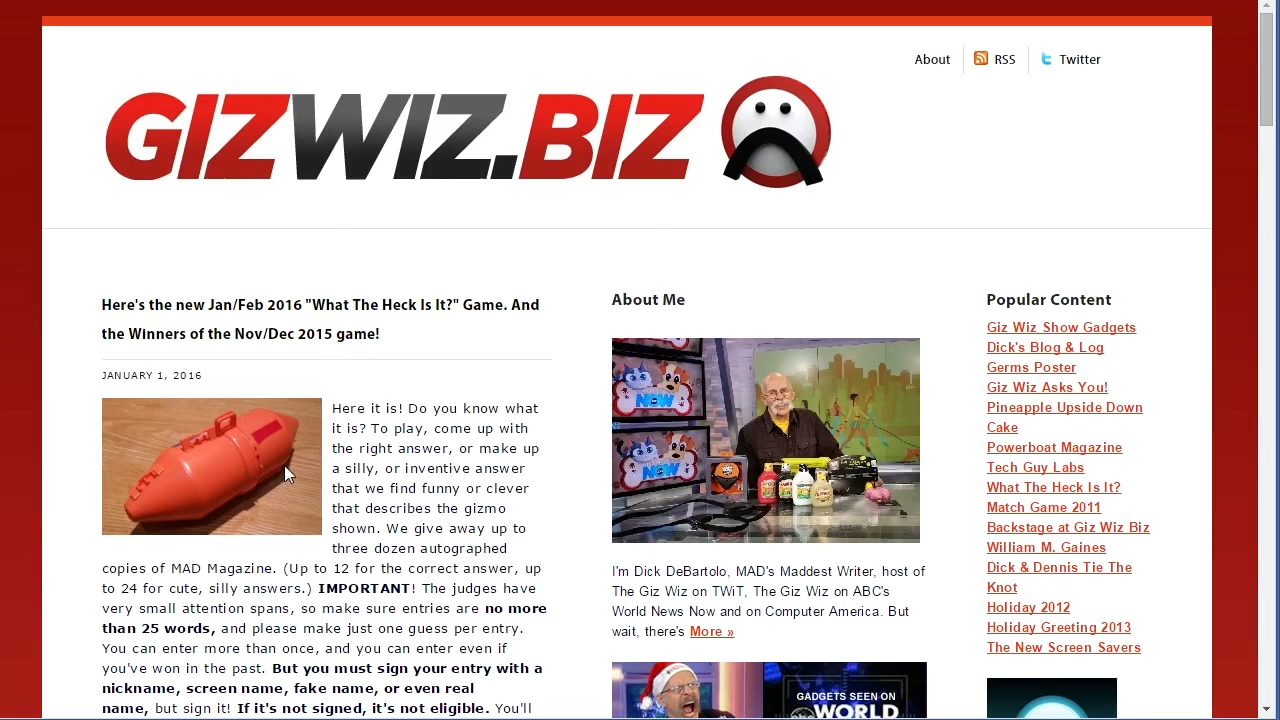 About
RSS
Twitter
GIZWIZ.BIZ
Here's the new Jan/Feb 2016 "What The Heck Is It?" Game. And
the Winners of the Nov/Dec 2015 game!
JANUARY 1, 2016
Here it is! Do you know what
it is? To play, come up with
the right answer, or make up
a silly, or inventive answer
that we find funny or clever
that describes the gizmo
shown. We give away up to
three dozen autographed
copies of MAD Magazine. (Up to 12 for the correct answer, up
to 24 for cute, silly answers.) IMPORTANT! The judges have
very small attention spans, so make sure entries are no more
than 25 words, and please make just one guess per entry.
You can enter more than once, and you can enter even if
you've won in the past. But you must sign your entry with a
nickname, screen name, fake name, or even real
name, but sign it! If it's not signed, it's not eligible. You'll
About Me
NOW
NOW
I'm Dick DeBartolo, MAD's Maddest Writer, host of
The Giz Wiz on TWiT, The Giz Wiz on ABC's
World News Now and on Computer America. But
wait, there's More »
GADGETS SEEN ON
WORLD
Popular Content
Giz Wiz Show Gadgets
Dick's Blog & Log
Germs Poster
Giz Wiz Asks You!
Pineapple Upside Down
Cake
Powerboat Magazine
Tech Guy Labs
What The Heck Is It?
Match Game 2011
Backstage at Giz Wiz Biz
William M. Gaines
Dick & Dennis Tie The
Knot
Holiday 2012
Holiday Greeting 2013
The New Screen Savers